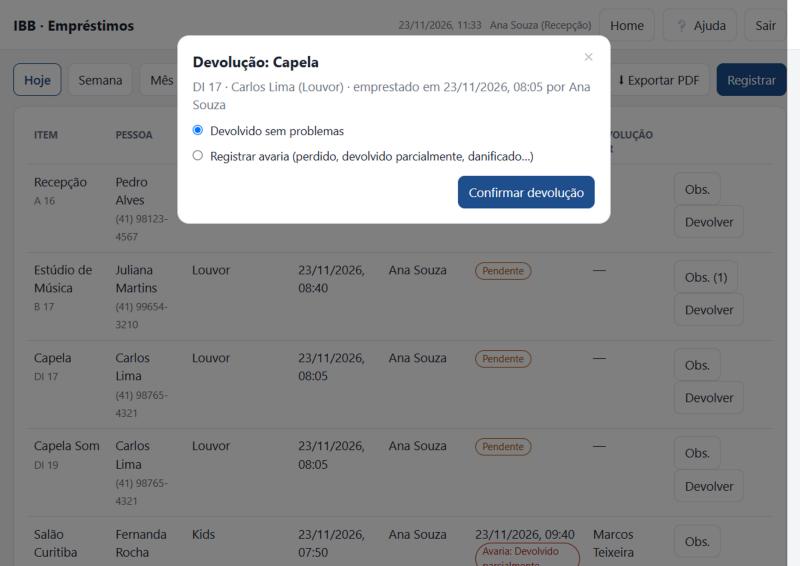 IBB · Empréstimos
23/11/2026, 11:33 Ana Souza (Recepção) Home ? Ajuda Sair
Devolução: Capela ×
DI 17 · Carlos Lima (Louvor) · emprestado em 23/11/2026, 08:05 por Ana
Souza
Devolvido sem problemas
Registrar avaria (perdido, devolvido parcialmente, danificado...)
Confirmar devolução
Hoje Semana Mês ⬇ Exportar PDF Registrar
ITEM PESSOA
Recepção Pedro Alves Obs.
A 16 (41) 98123-4567 Devolver
Estúdio de Música Juliana Martins Louvor 23/11/2026, 08:40 Ana Souza Pendente — Obs. (1)
B 17 (41) 99654-3210 Devolver
Capela Carlos Lima Louvor 23/11/2026, 08:05 Ana Souza Pendente — Obs.
DI 17 (41) 98765-4321 Devolver
Capela Som Carlos Lima Louvor 23/11/2026, 08:05 Ana Souza Pendente — Obs.
DI 19 (41) 98765-4321 Devolver
Salão Curitiba Fernanda Rocha Kids 23/11/2026, 07:50 Ana Souza 23/11/2026, 09:40 Marcos Teixeira Obs.
Avaria: Devolvido
parcialmente